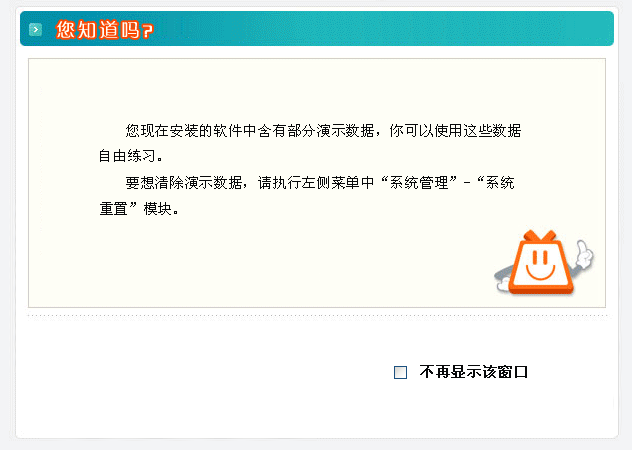 您知道吗?
您现在安装的软件中含有部分演示数据，你可以使用这些数据
自由练习。
要想清除演示数据，请执行左侧菜单中“系统管理”-“系统
重置”模块。
不再显示该窗口